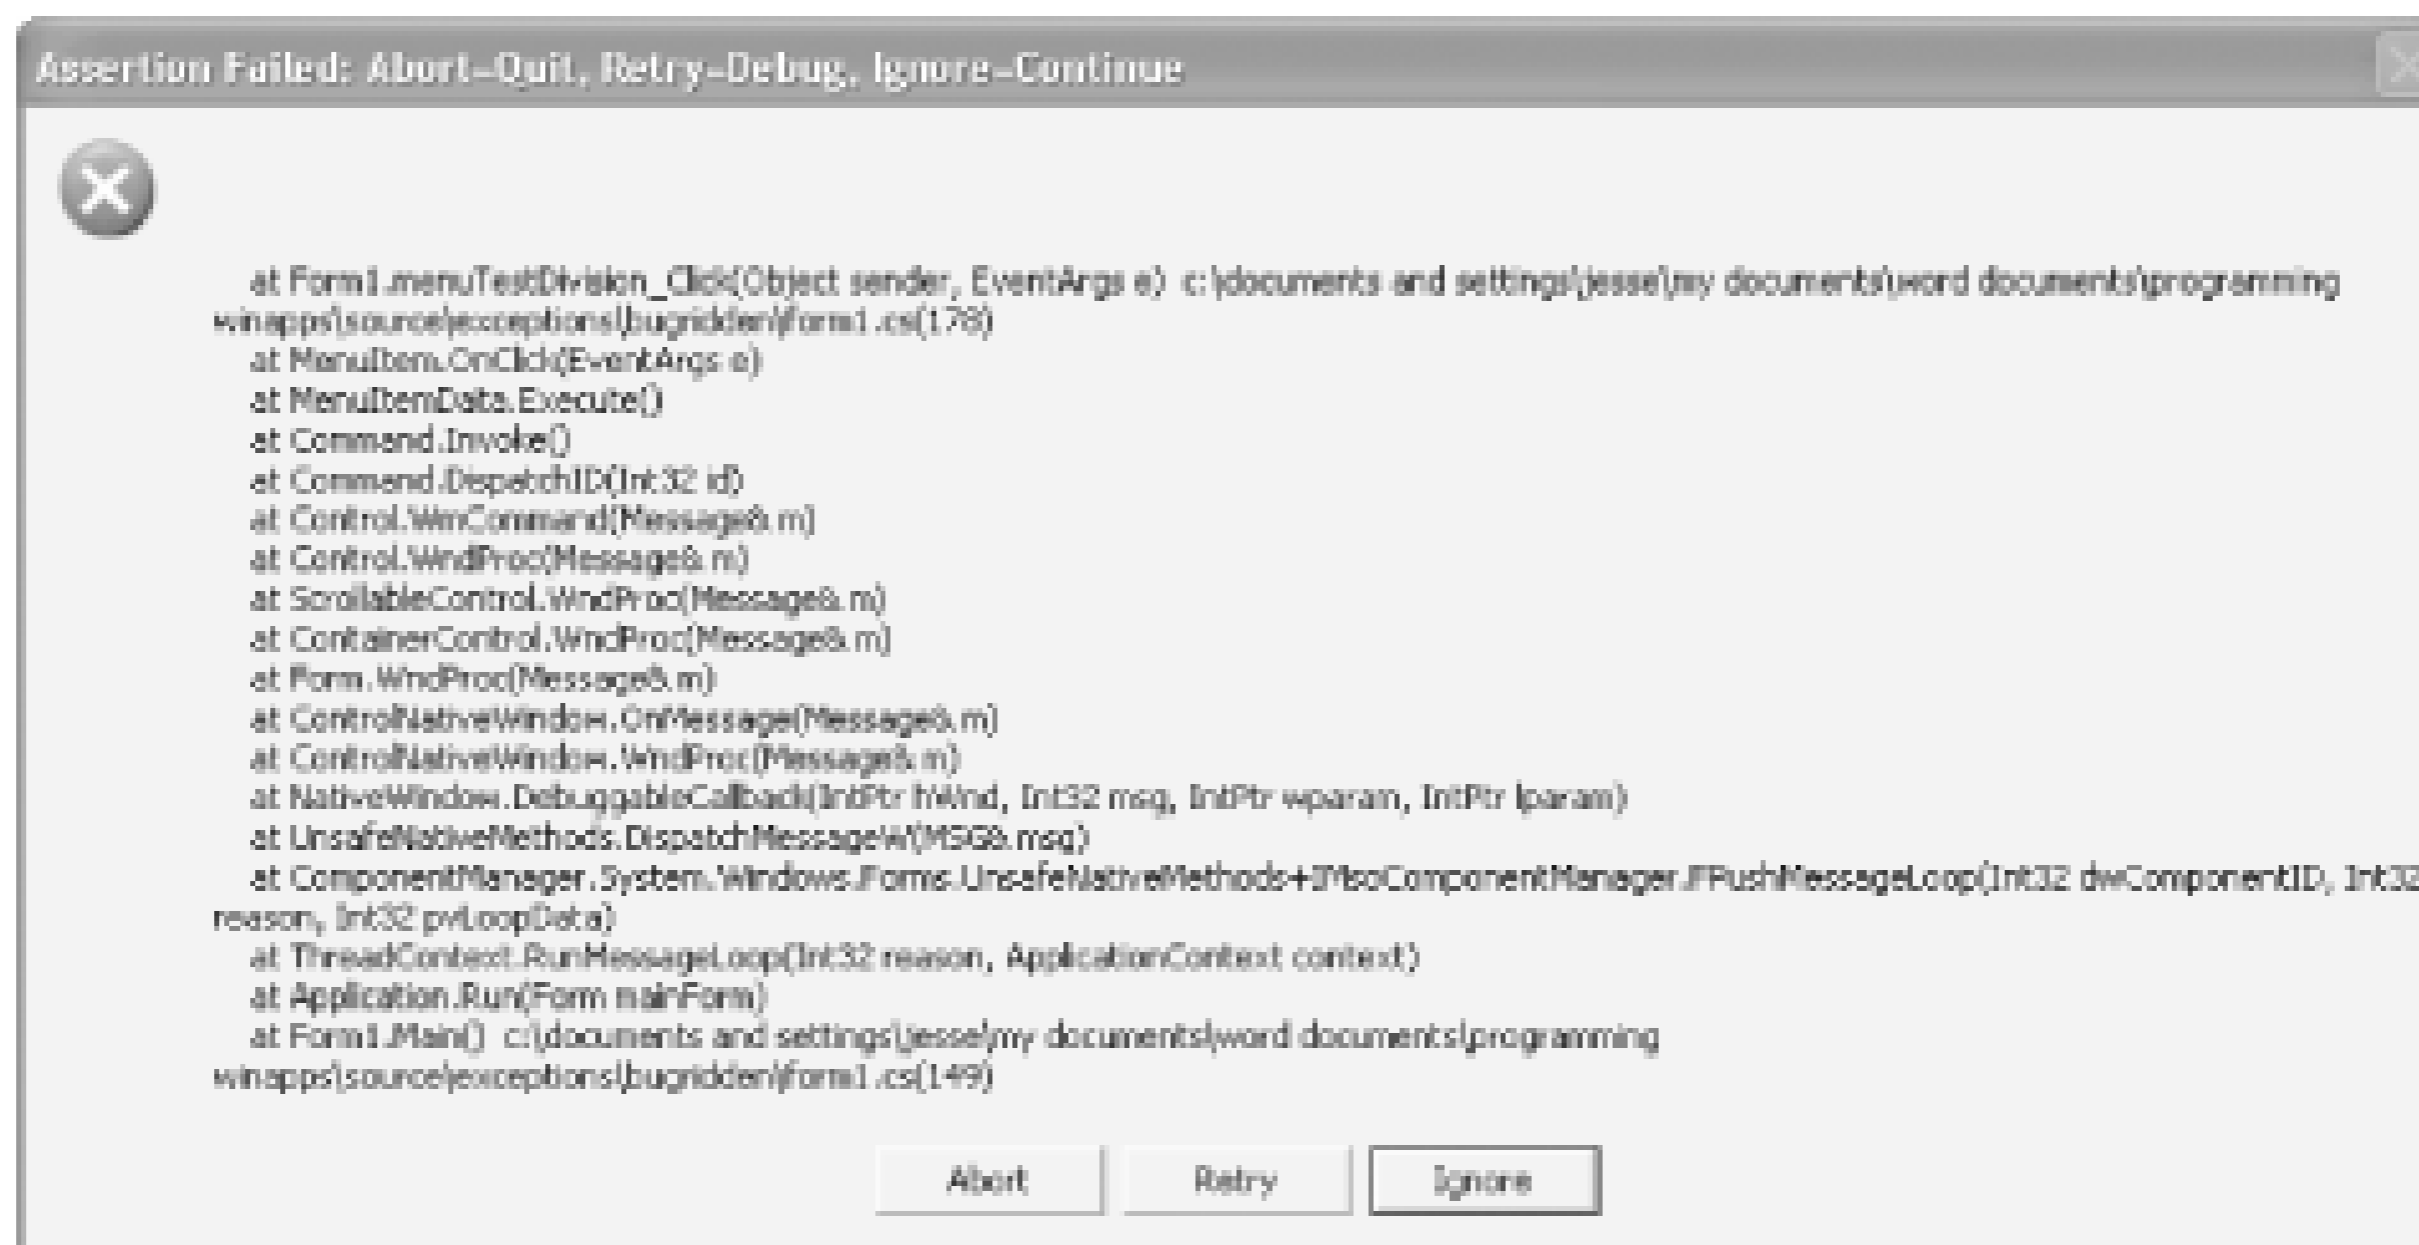 Assertion Failed: Abort=Quit, Retry=Debug, Ignore=Continue
at Form1.menuTestDivision_Click(Object sender, EventArgs e)  c:\documents and settings\jesse\my documents\word documents\programming
winapps\source\exceptions\bugridden\form1.cs(178)
at MenuItem.OnClick(EventArgs e)
at MenuItemData.Execute()
at Command.Invoke()
at Command.DispatchID(Int32 id)
at Control.WmCommand(Message& m)
at Control.WndProc(Message& m)
at ScrollableControl.WndProc(Message& m)
at ContainerControl.WndProc(Message& m)
at Form.WndProc(Message& m)
at ControlNativeWindow.OnMessage(Message& m)
at ControlNativeWindow.WndProc(Message& m)
at NativeWindow.DebuggableCallback(IntPtr hWnd, Int32 msg, IntPtr wparam, IntPtr lparam)
at UnsafeNativeMethods.DispatchMessageW(MSG& msg)
at ComponentManager.System.Windows.Forms.UnsafeNativeMethods+IMsoComponentManager.FPushMessageLoop(Int32 dwComponentID, Int32
reason, Int32 pvLoopData)
at ThreadContext.RunMessageLoop(Int32 reason, ApplicationContext context)
at Application.Run(Form mainForm)
at Form1.Main()  c:\documents and settings\jesse\my documents\word documents\programming
winapps\source\exceptions\bugridden\form1.cs(149)
Abort Retry Ignore